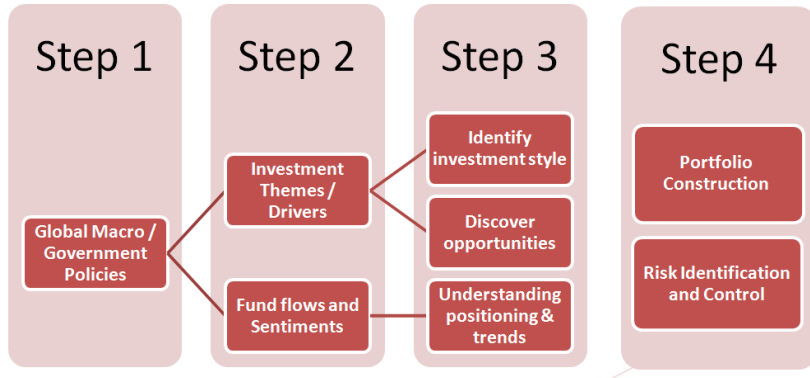 Step 1
Step 2
Step 3
Step 4
Global Macro /
Government
Policies
Investment
Themes /
Drivers
Fund flows and
Sentiments
Identify
investment style
Discover
opportunities
Understanding
positioning &
trends
Portfolio
Construction
Risk Identification
and Control